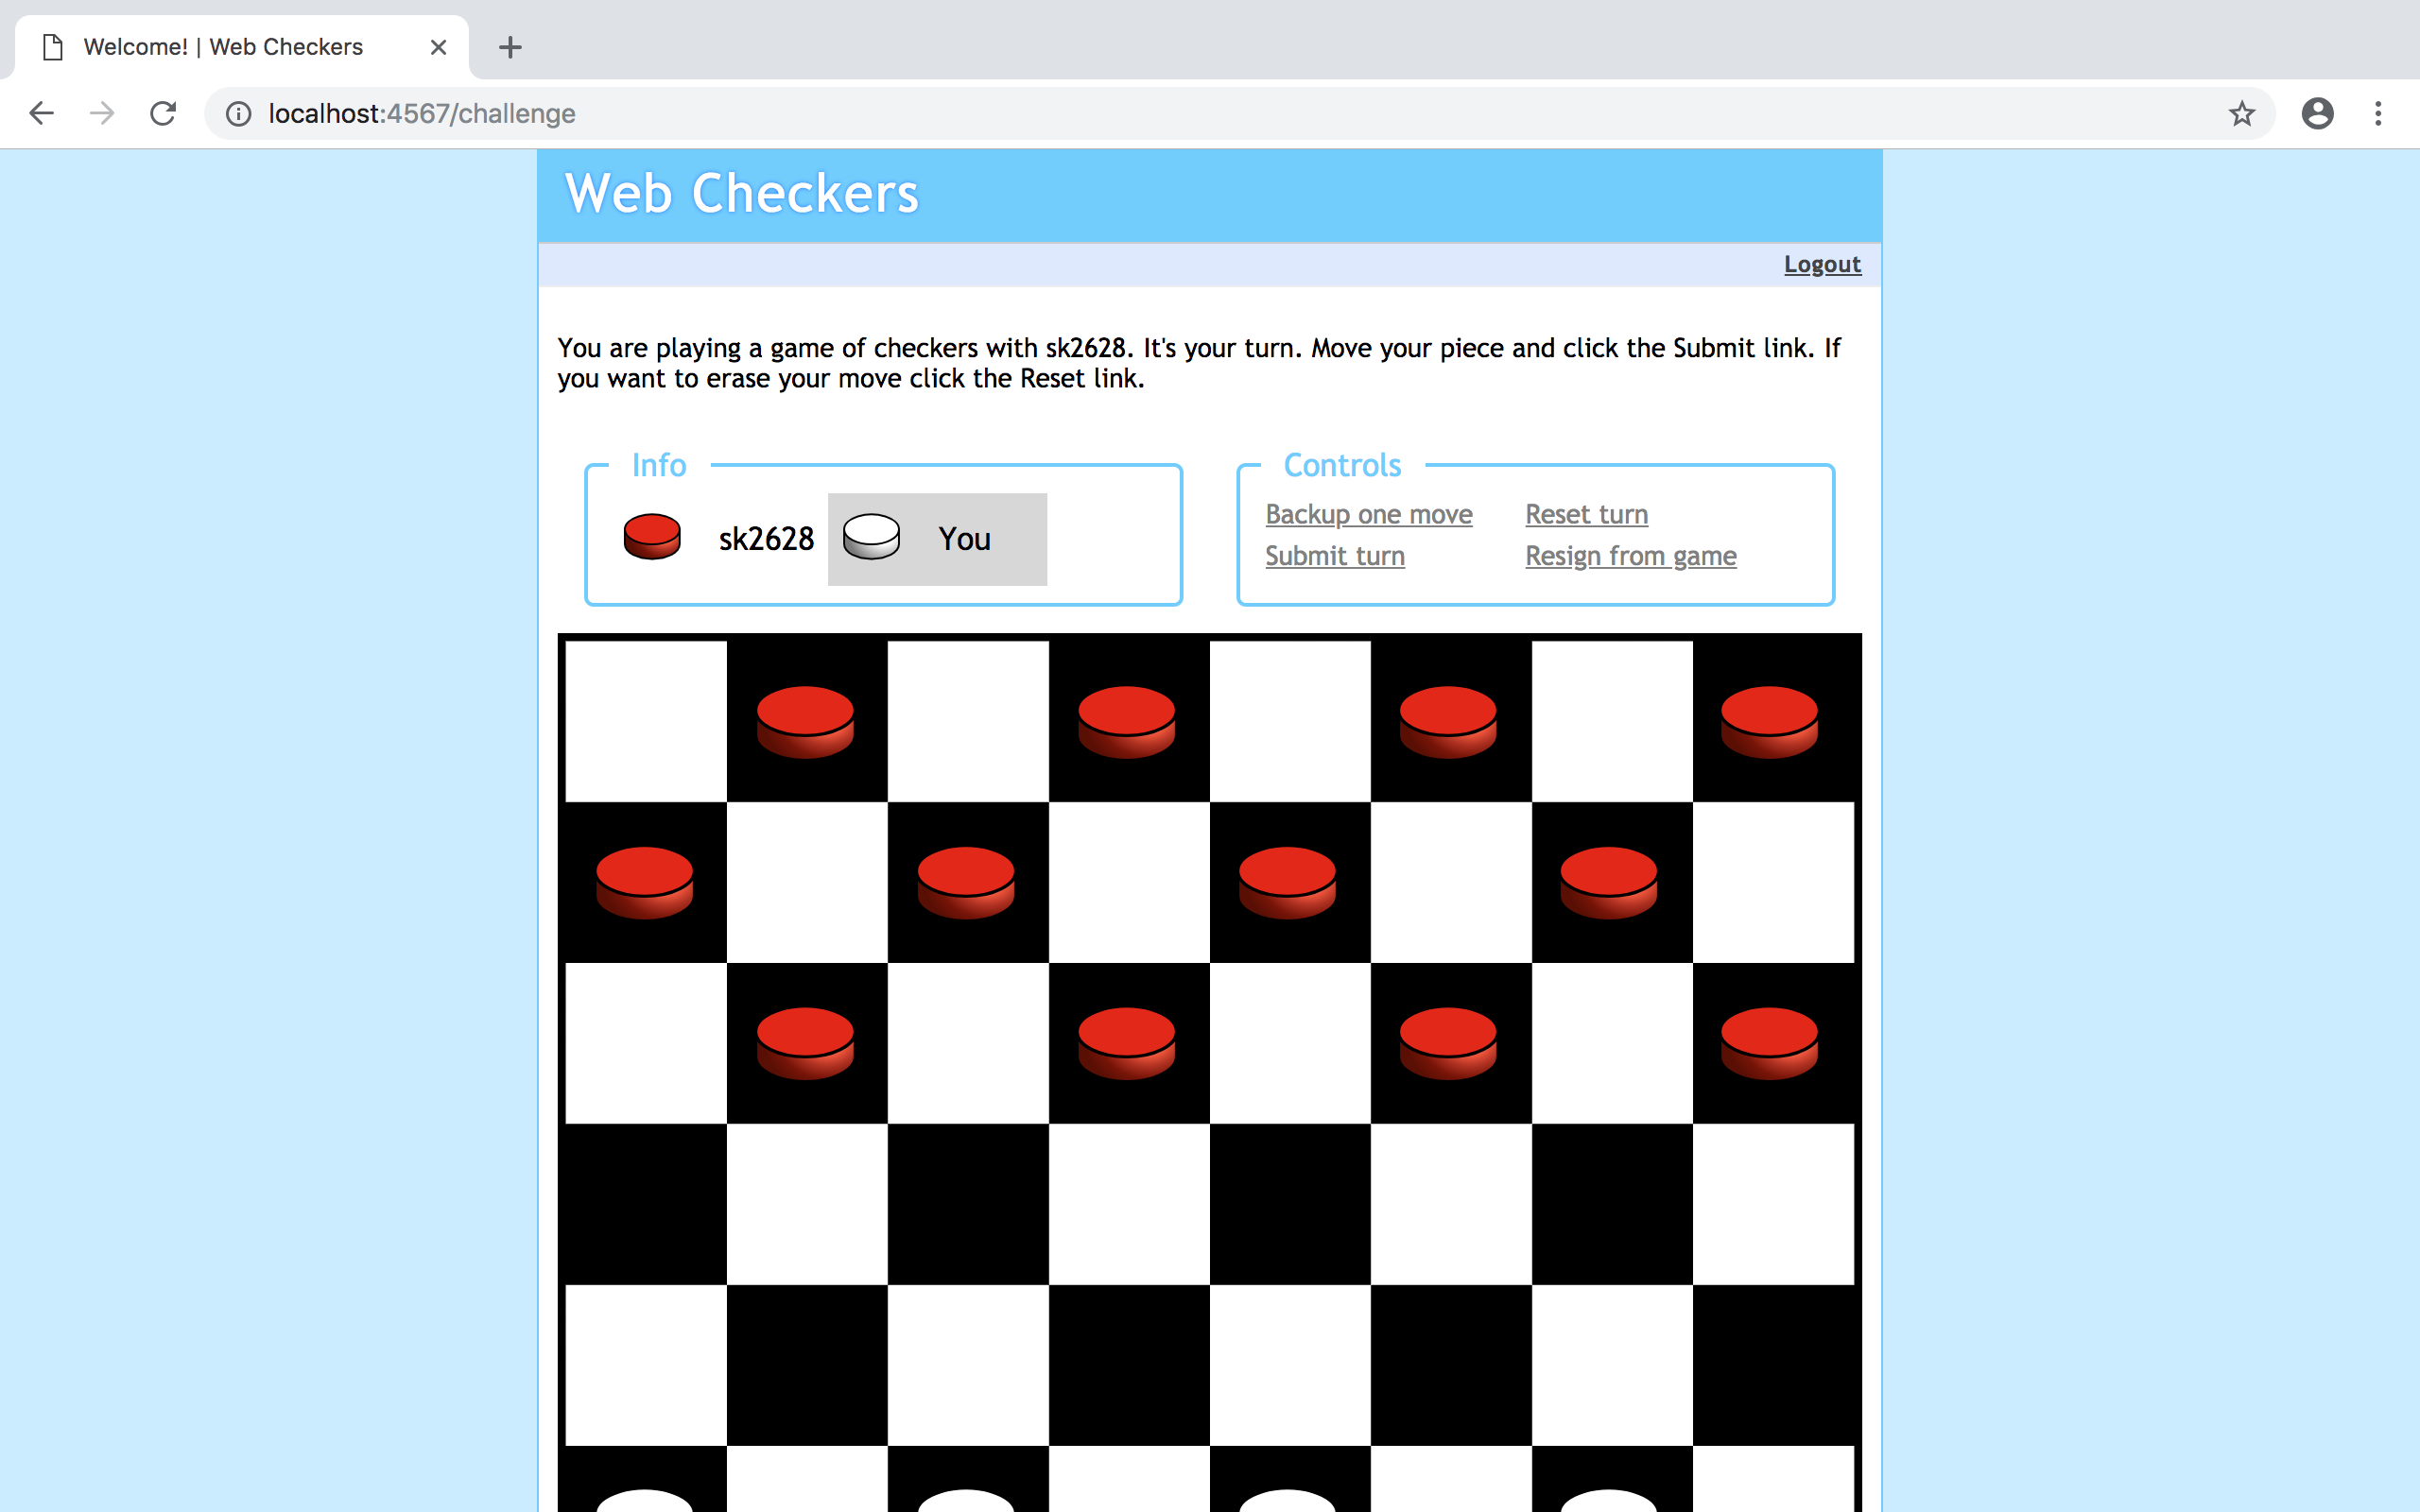 Welcome! | Web Checkers
localhost:4567/challenge
Web Checkers
Logout
You are playing a game of checkers with sk2628. It's your turn. Move your piece and click the Submit link. If
you want to erase your move click the Reset link.
Info
sk2628 You
Controls
Backup one move Reset turn
Submit turn Resign from game